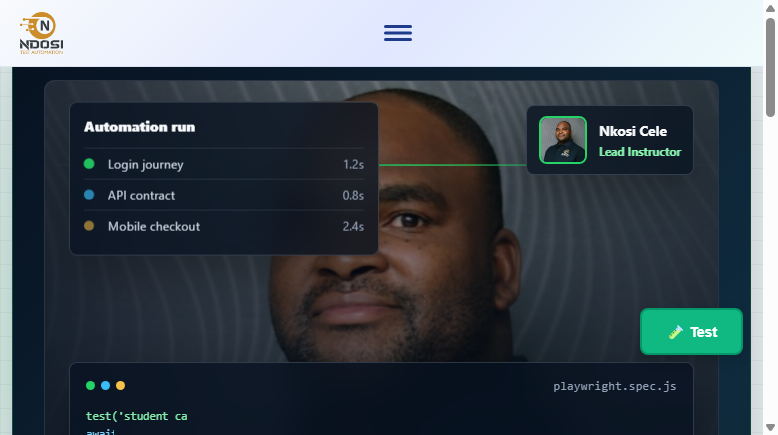 N
NDOSI
TEST AUTOMATION
Automation run
Login journey 1.2s
API contract 0.8s
Mobile checkout 2.4s
Nkosi Cele
Lead Instructor
Test
playwright.spec.js
test('student ca
await